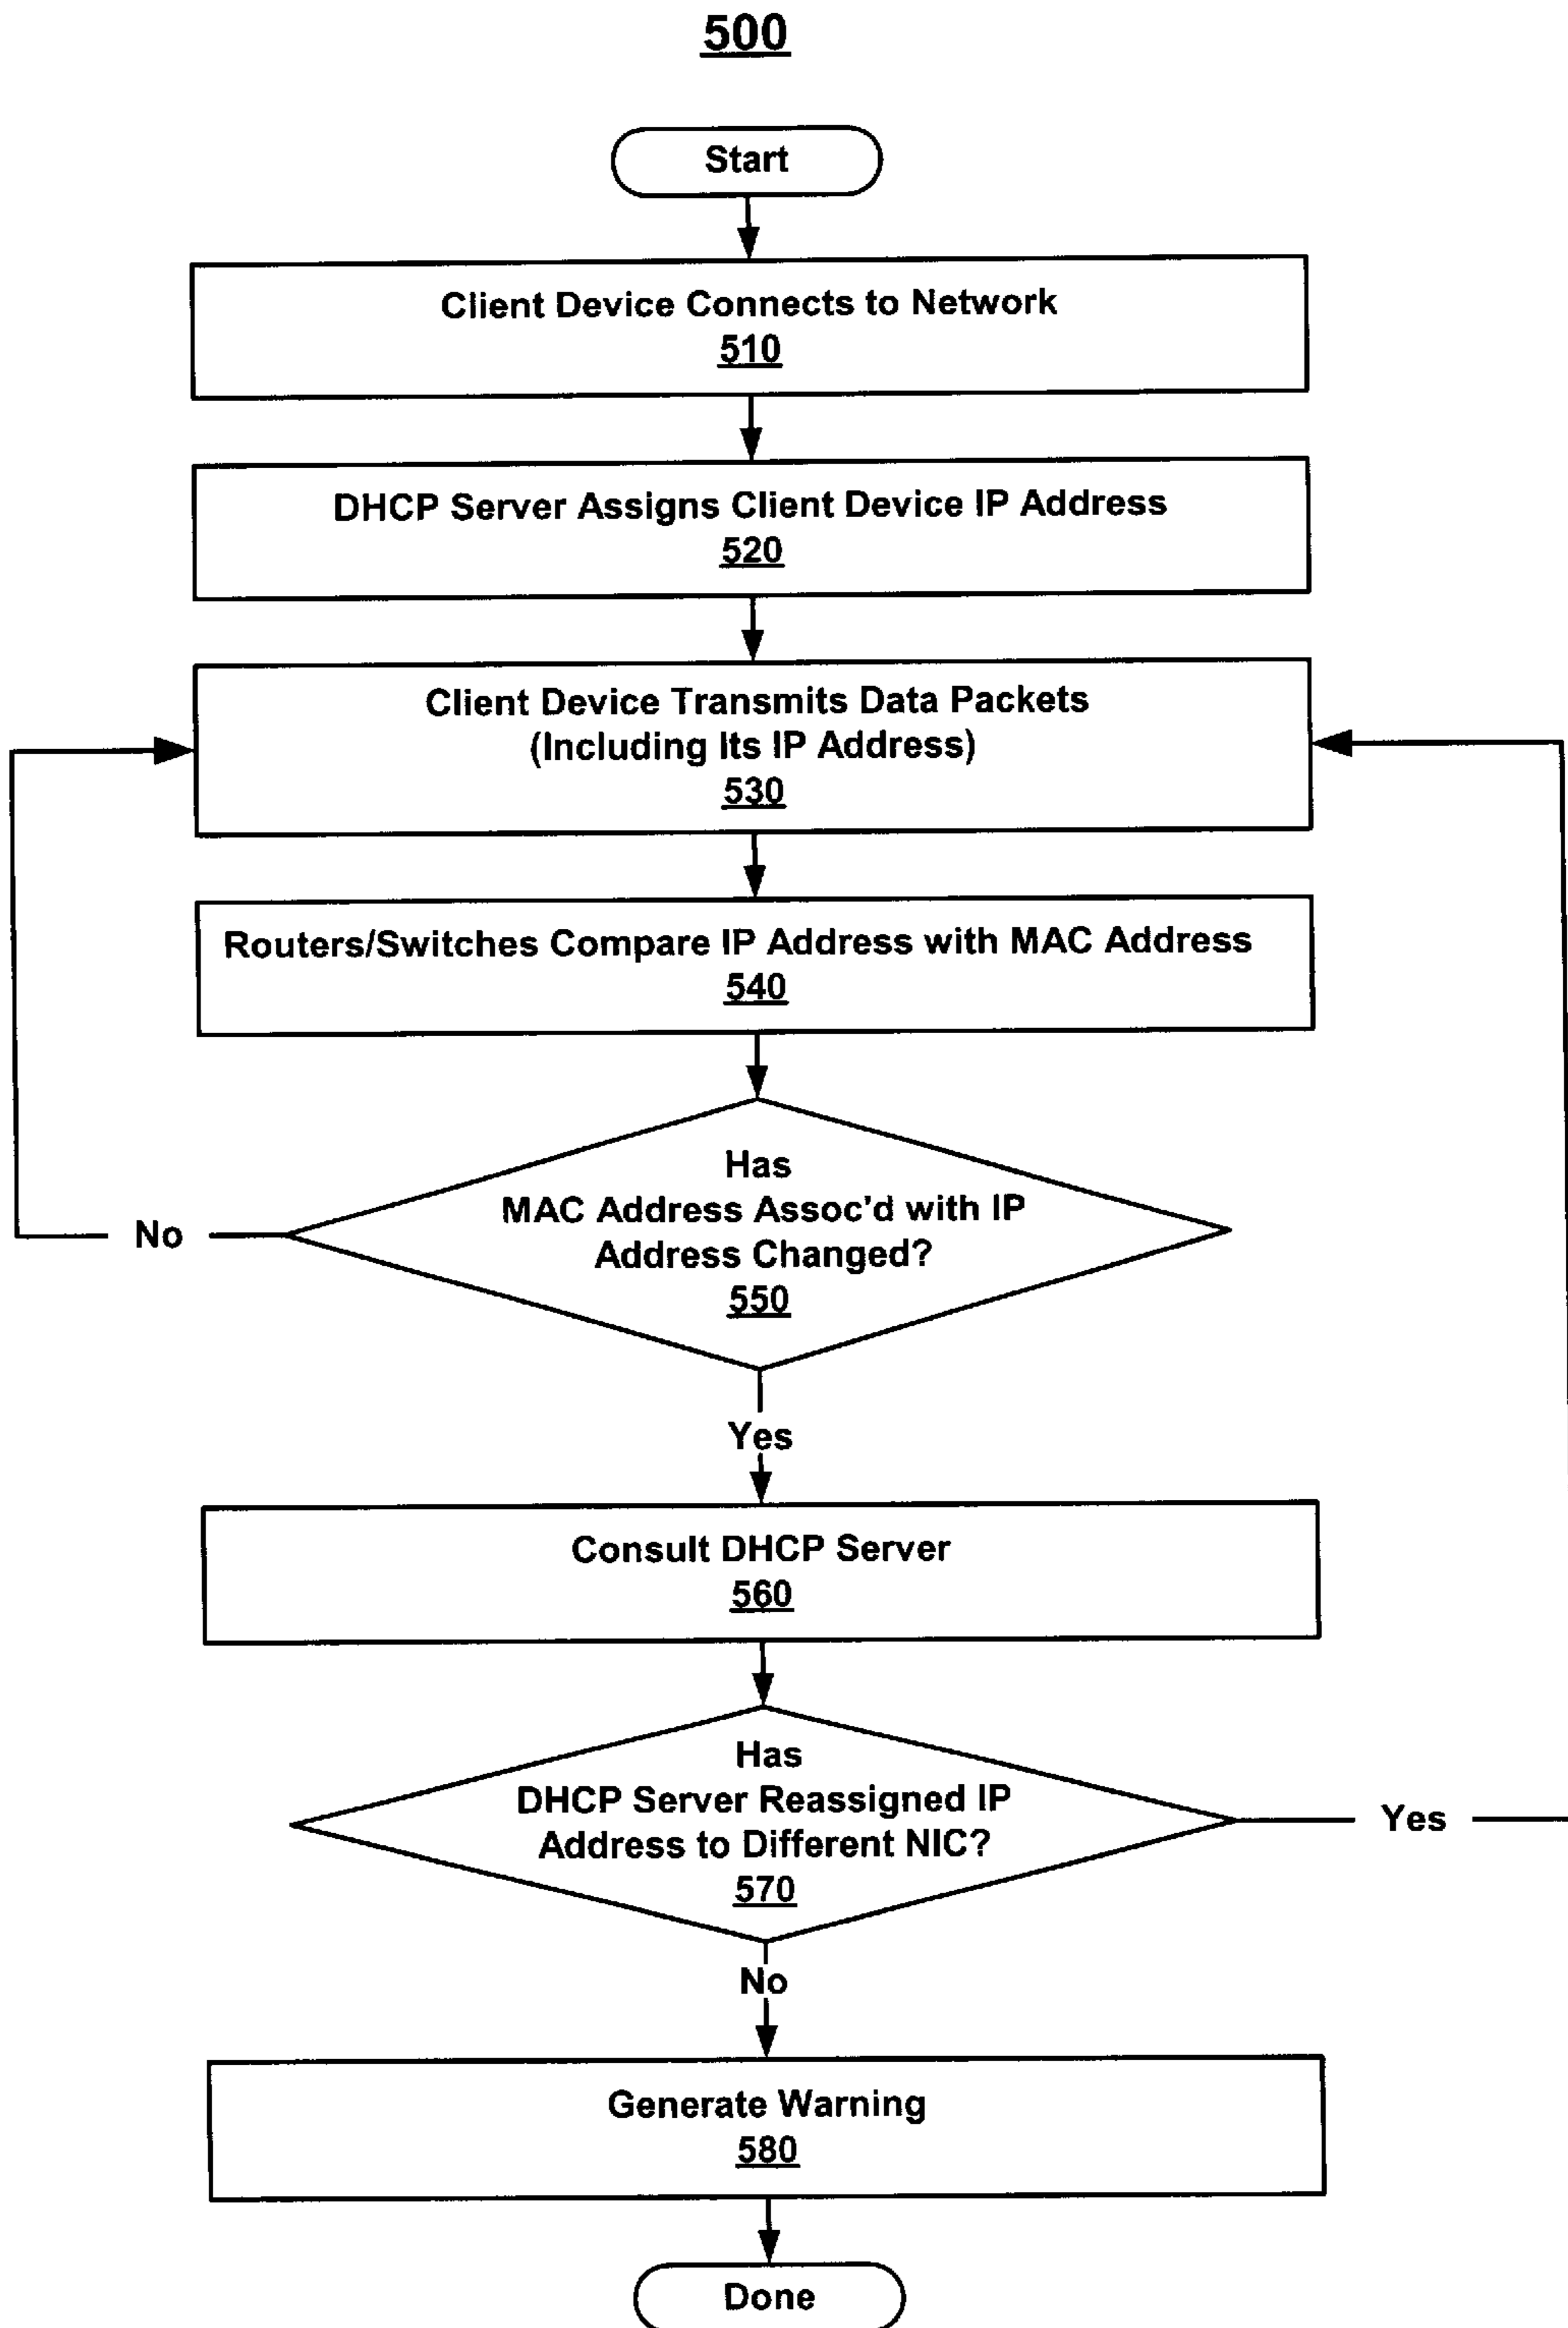 500
Start
Client Device Connects to Network
510
DHCP Server Assigns Client Device IP Address
520
Client Device Transmits Data Packets
(Including Its IP Address)
530
Routers/Switches Compare IP Address with MAC Address
540
Has
MAC Address Assoc'd with IP
Address Changed?
550
No
Yes
Consult DHCP Server
560
Has
DHCP Server Reassigned IP
Address to Different NIC?
570
Yes
No
Generate Warning
580
Done